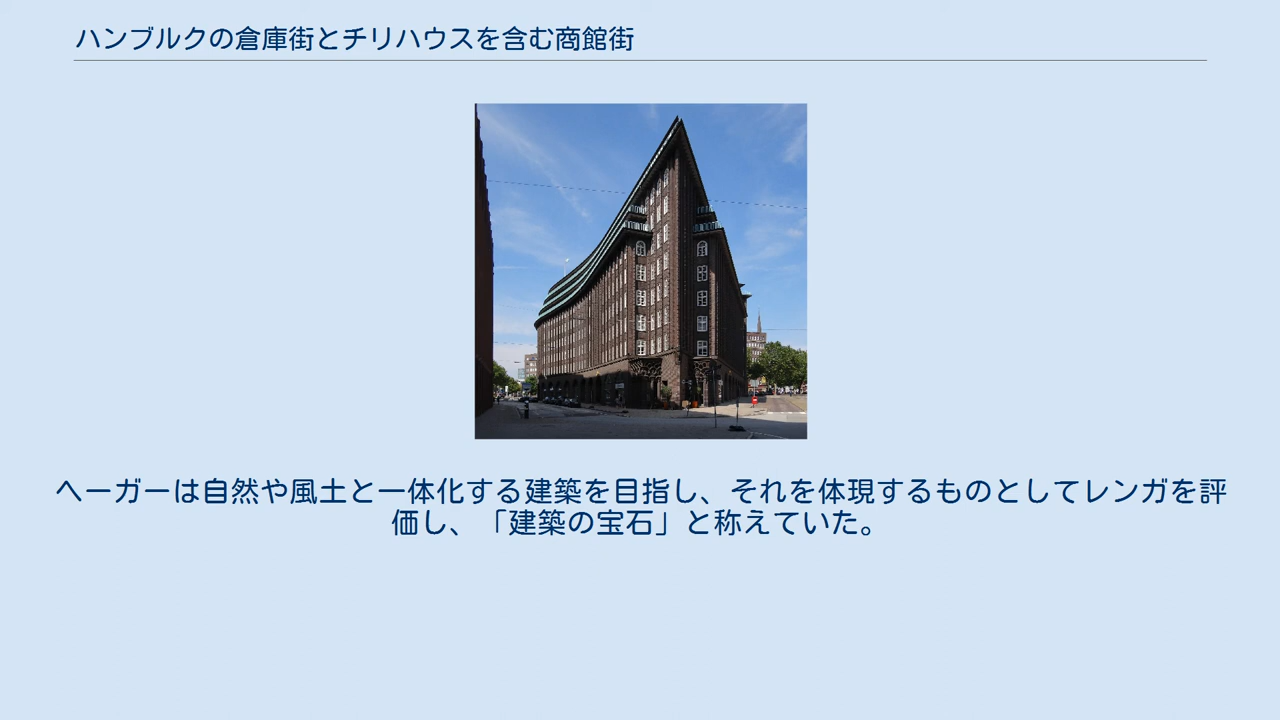 ハンブルクの倉庫街とチリハウスを含む商館街
ヘーガーは自然や風土と一体化する建築を目指し、それを体現するものとしてレンガを評
価し、「建築の宝石」と称えていた。